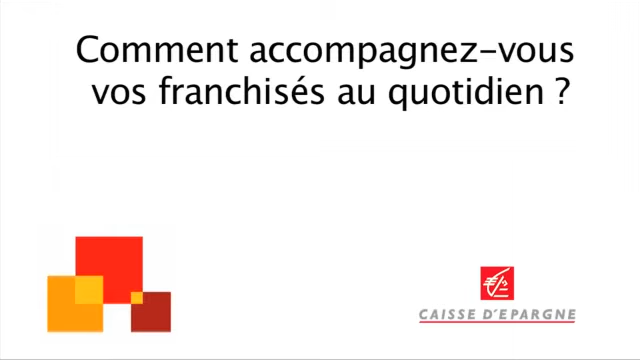 Comment accompagnez-vous
vos franchisés au quotidien ?
CAISSE D'EPARGNE